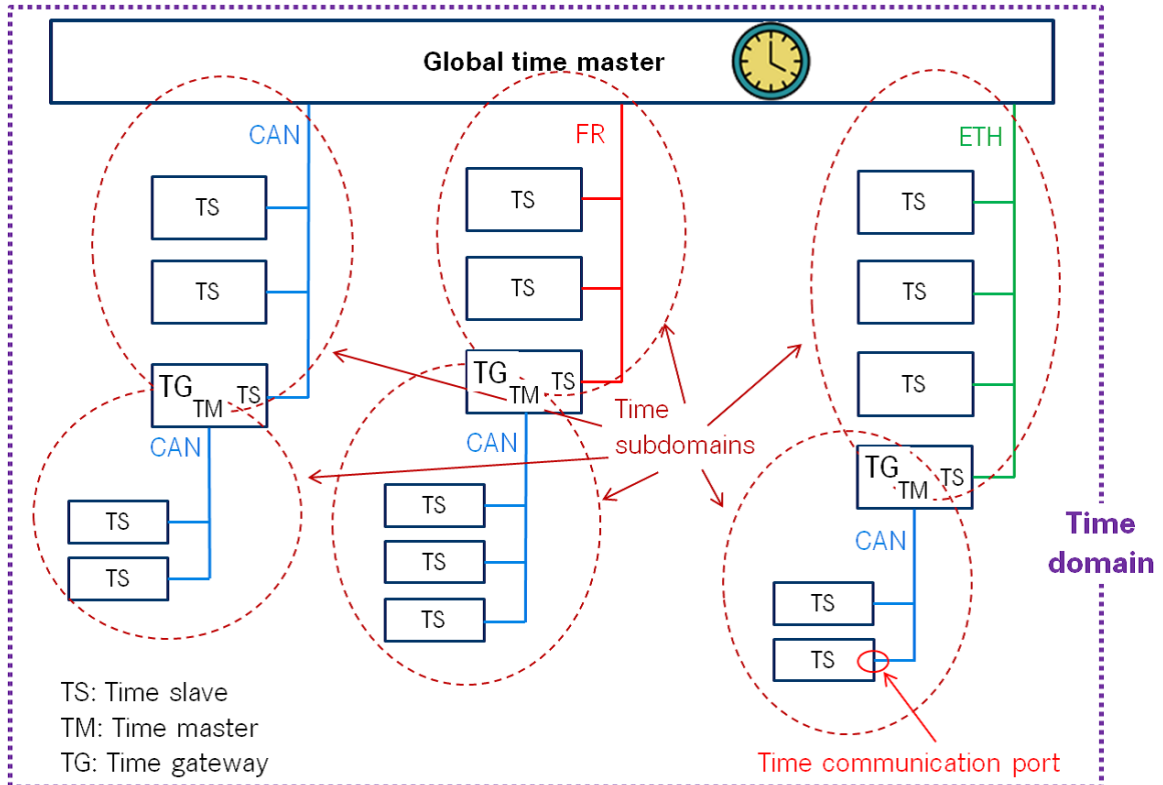 Global time master
CAN
FR
ETH
TS
TS
TS
TS
TS
TS
TS
TG
TM
TS
TG
TM
TS
Time
subdomains
CAN
CAN
TG
TM
TS
TS
TS
TS
TS
TS
CAN
Time
domain
TS
TS
TS: Time slave
TM: Time master
TG: Time gateway
Time communication port